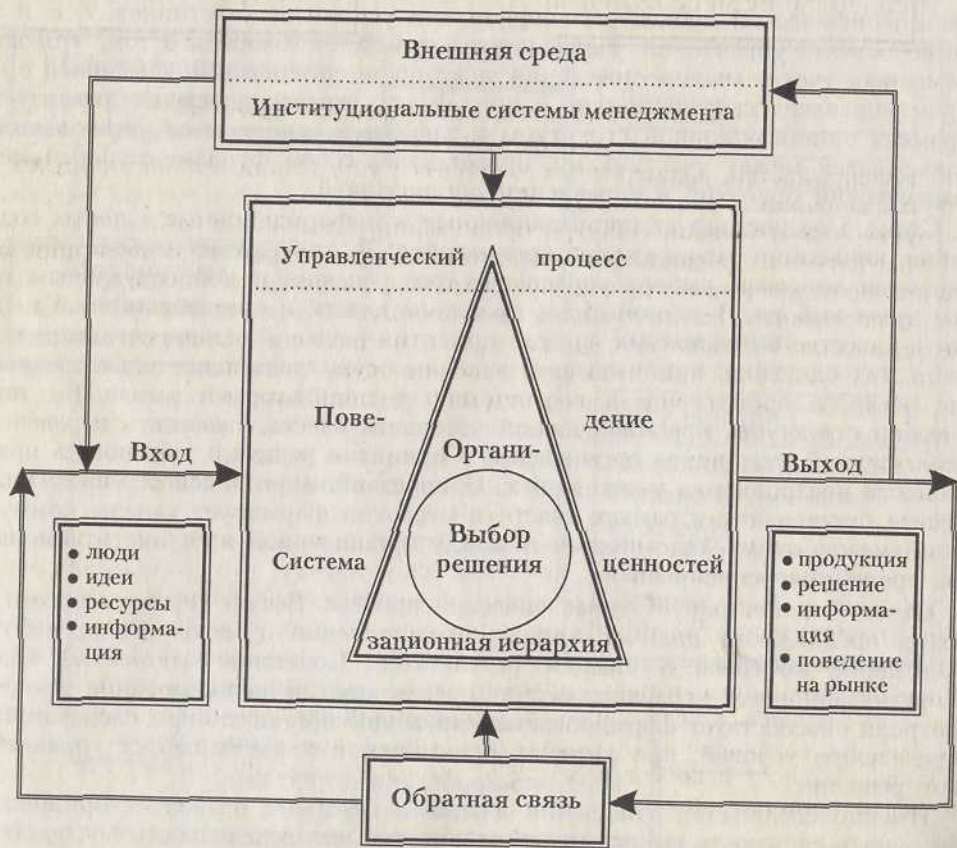 Внешняя среда
Институциональные системы менеджмента
Управленческий процесс
Пове- дение
Органи-
Вход
Выход
Выбор
решения
Система ценностей
зационная иерархия
• люди
• идеи
• ресурсы
• информа-
ция
• продукция
решение
• информа-
• ция
• поведение
на рынке
Обратная связь